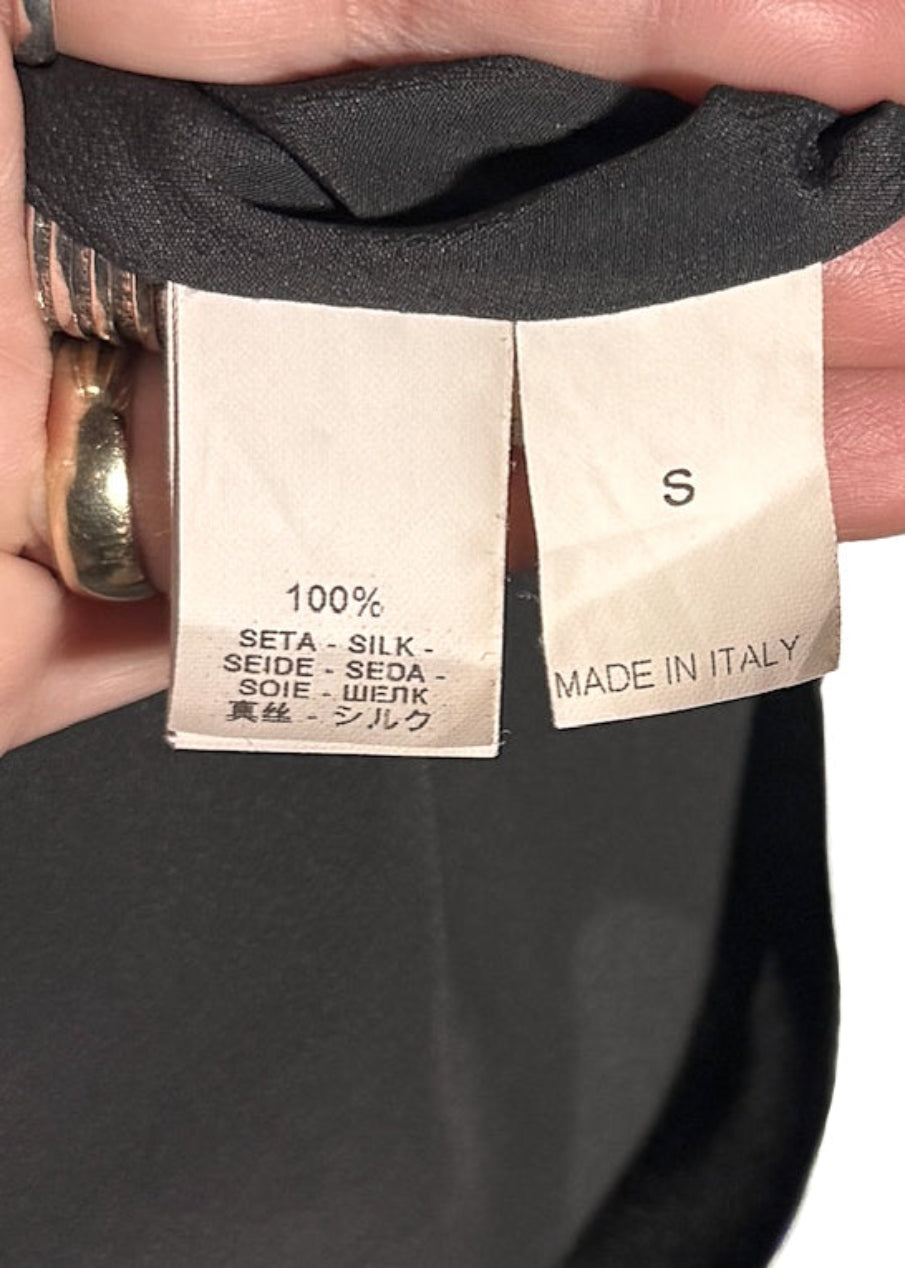 100%
SETA - SILK -
SEIDE - SEDA -
SOIE - ШЕЛК
真丝 - シルク
S
MADE IN ITALY